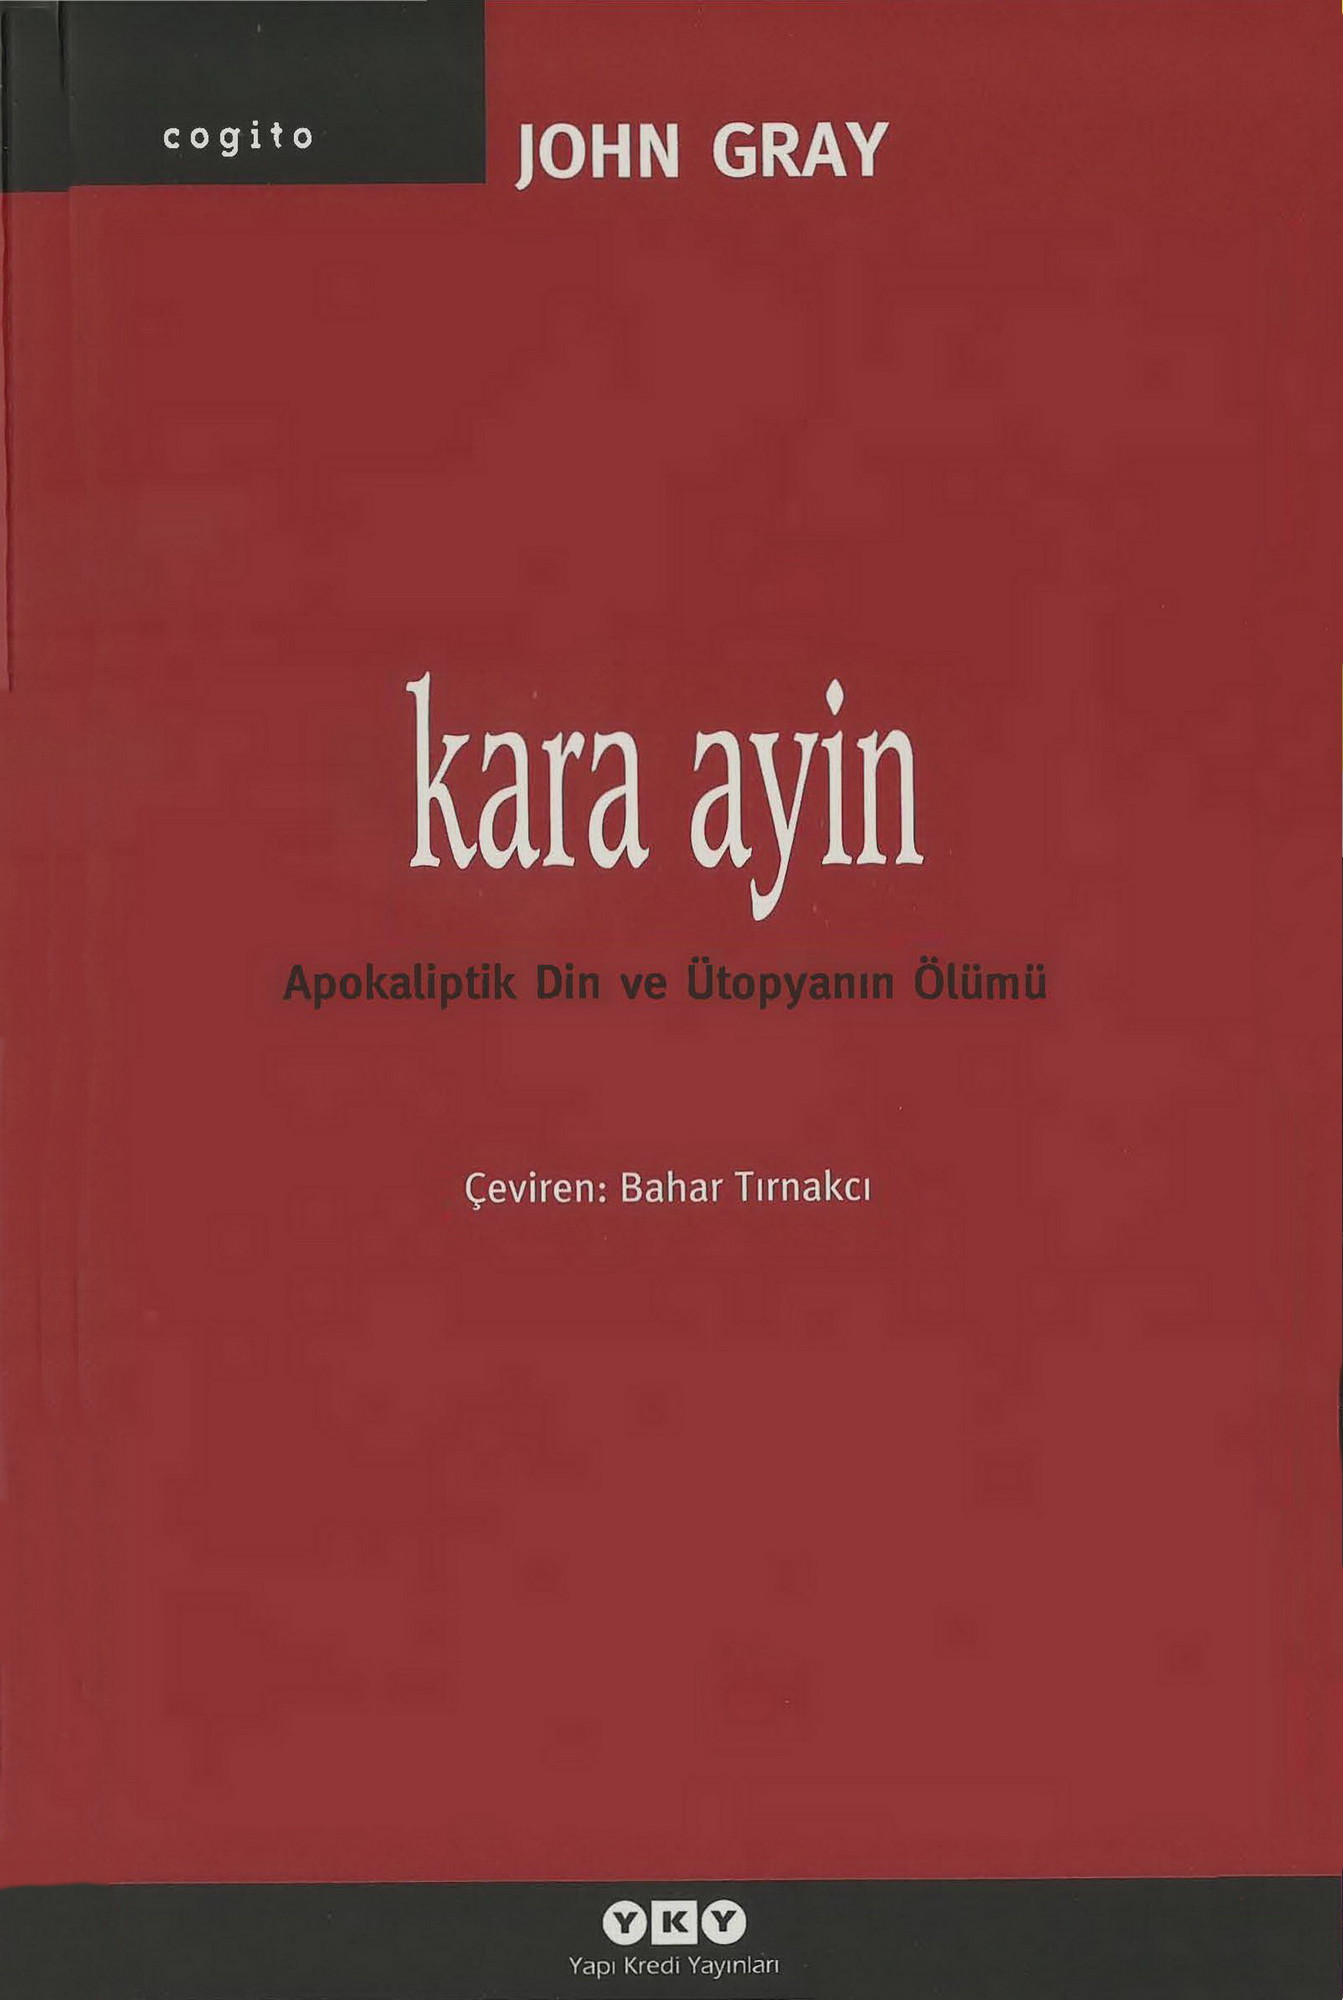 cogito
JOHN GRAY
kara ayin
Apokaliptik Din ve Ütopyanın Ölümü
Çeviren: Bahar Tırnakcı
YKY
Yapı Kredi Yayınları